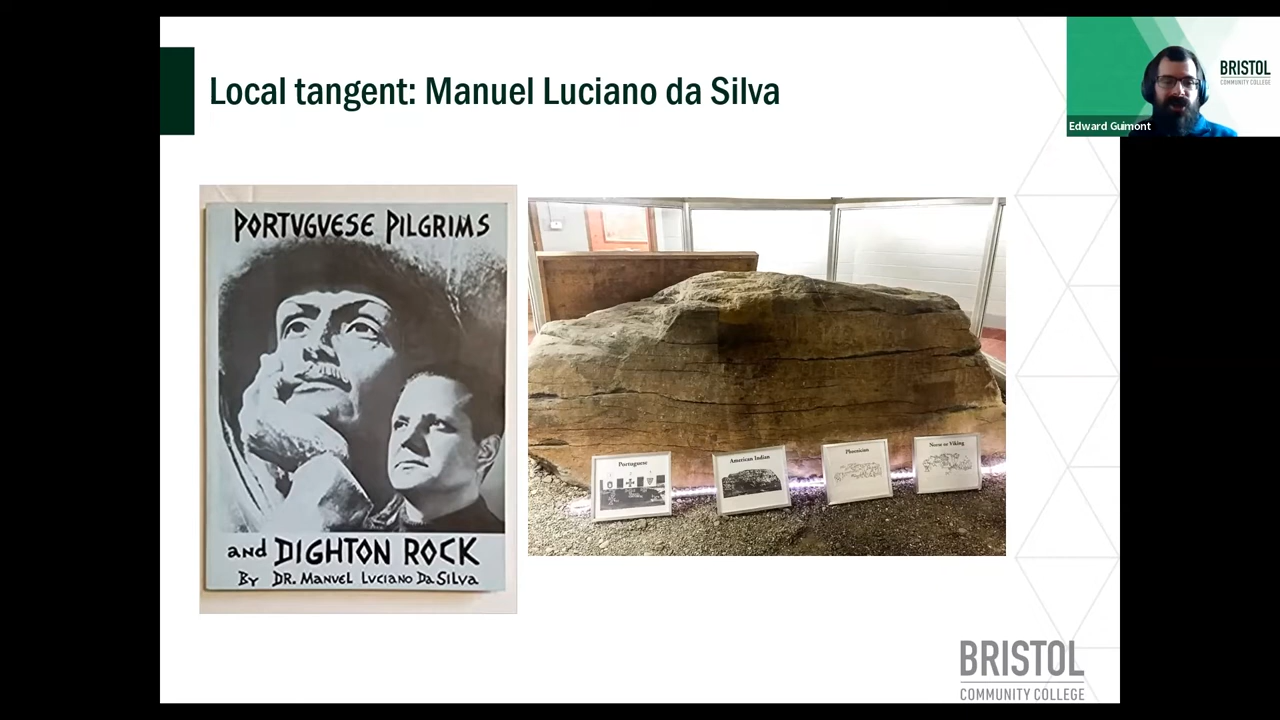 Local tangent: Manuel Luciano da Silva
BRISTOL
COMMUNITY COLLEGE
Edward Guimont
PORTVGVESE PILGRIMS
and DIGHTON ROCK
By DR. MANVEL LVCIANO DA SILVA
Portuguese
American Indian
Phoenician
Norse or Viking
BRISTOL
COMMUNITY COLLEGE